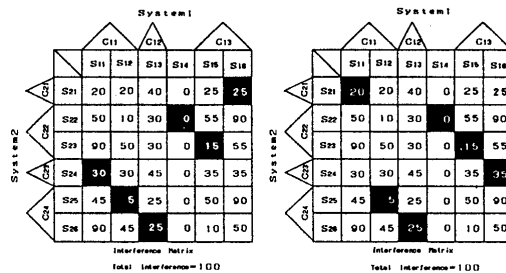 System1
C11 C12 C13
S11 S12 S13 S14 S15 S16
System2
C21 S21 20 20 40 0 25 25
C22 S22 50 10 30 0 55 90
S23 90 50 30 0 15 55
C23 S24 30 30 45 0 35 35
C24 S25 45 5 25 0 10 50
S26 90 45 25 0 10 50
Interference Matrix
Total Interference=100
System1
C11 C12 C13
S11 S12 S13 S14 S15 S16
System2
C21 S21 20 20 40 0 25 25
C22 S22 50 10 30 0 55 90
S23 90 50 30 0 15 55
C23 S24 30 30 45 0 35 35
C24 S25 45 5 25 0 10 50
S26 90 45 25 0 10 50
Interference Matrix
Total Interference=100